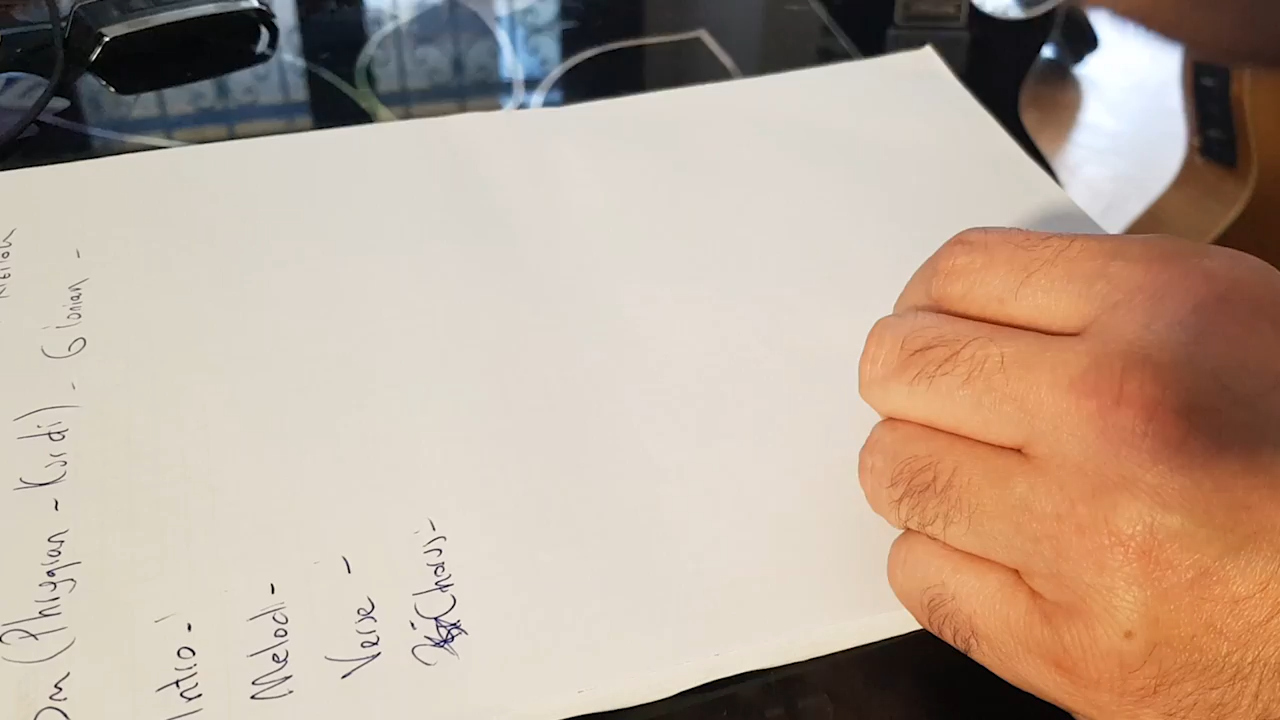 Dm (Phrygian - Kurdi) - G ionian -
Intro -
Melodi -
Verse -
Chorus -